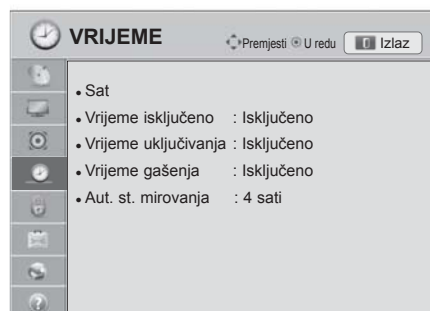 VRIJEME Premjesti U redu Izlaz
• Sat
• Vrijeme isključeno : Isključeno
• Vrijeme uključivanja : Isključeno
• Vrijeme gašenja : Isključeno
• Aut. st. mirovanja : 4 sati